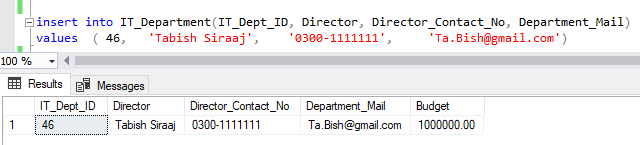 insert into IT_Department(IT_Dept_ID, Director, Director_Contact_No, Department_Mail)
values ( 46, 'Tabish Siraaj', '0300-1111111', 'Ta.Bish@gmail.com')
100 %
Results Messages
IT_Dept_ID Director Director_Contact_No Department_Mail Budget
1 46 Tabish Siraaj 0300-1111111 Ta.Bish@gmail.com 1000000.00